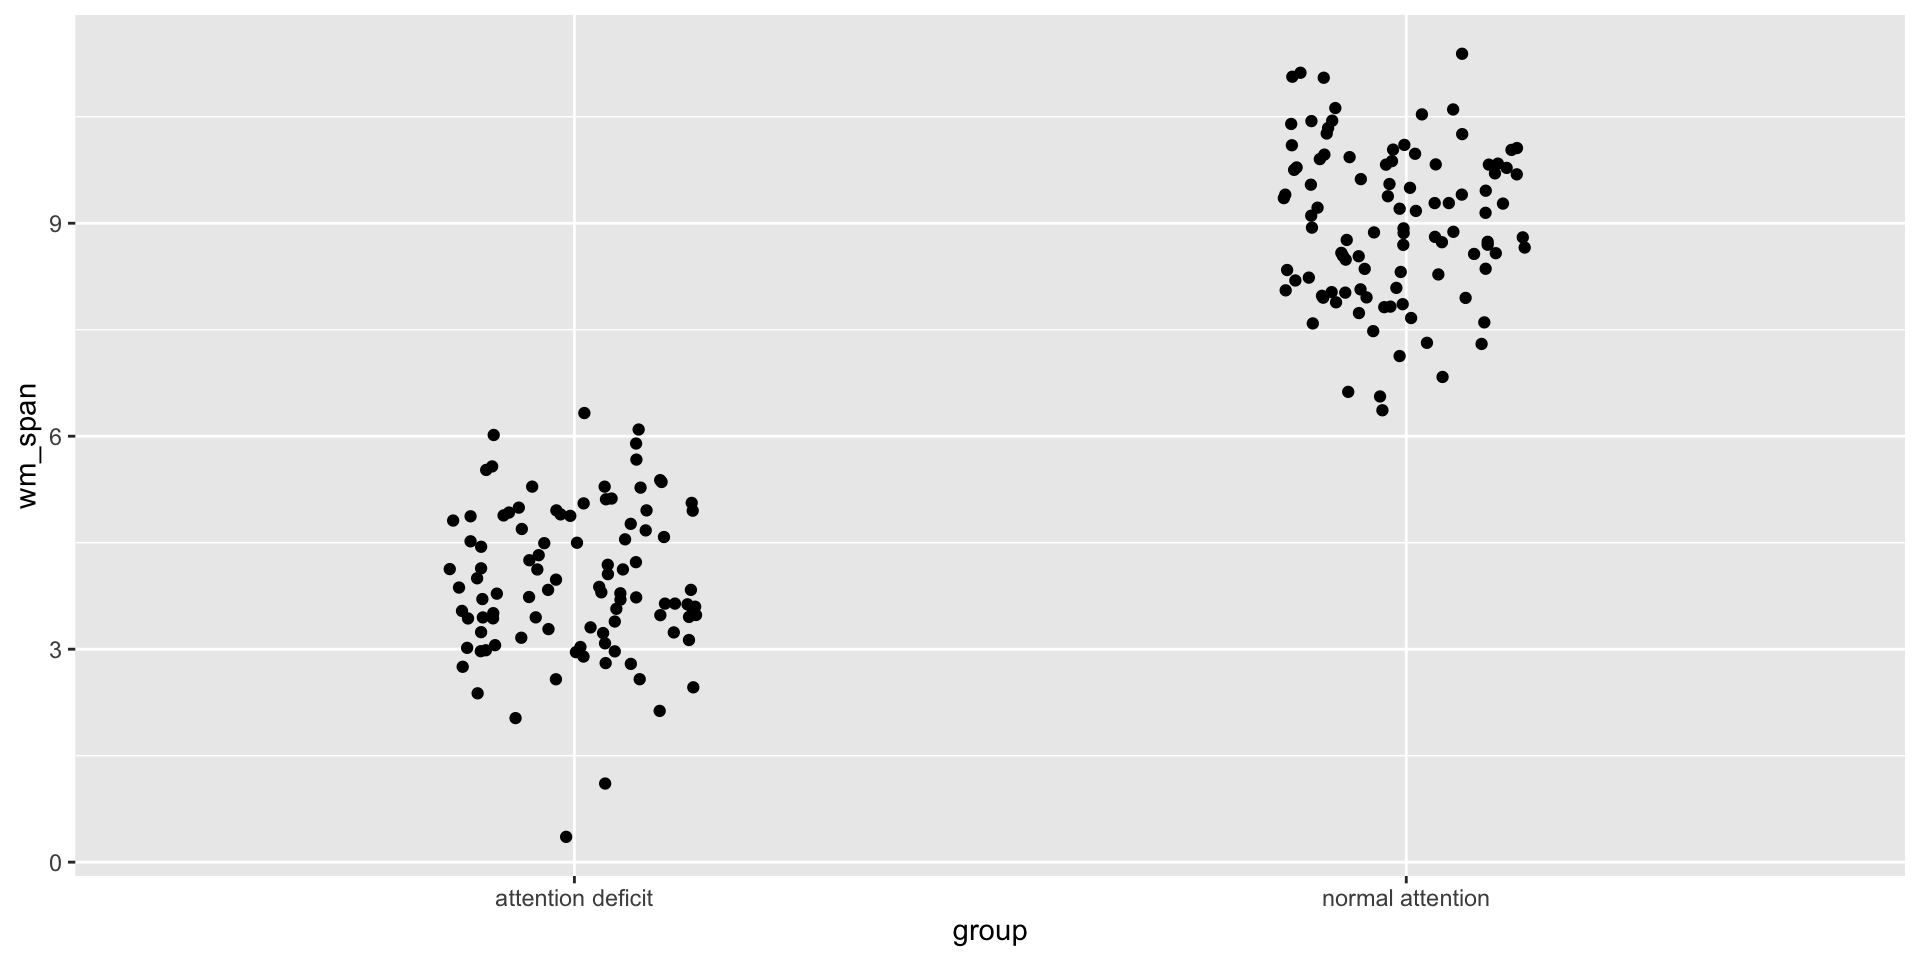 wm_span
9
6
3
0
attention deficit
normal attention
group